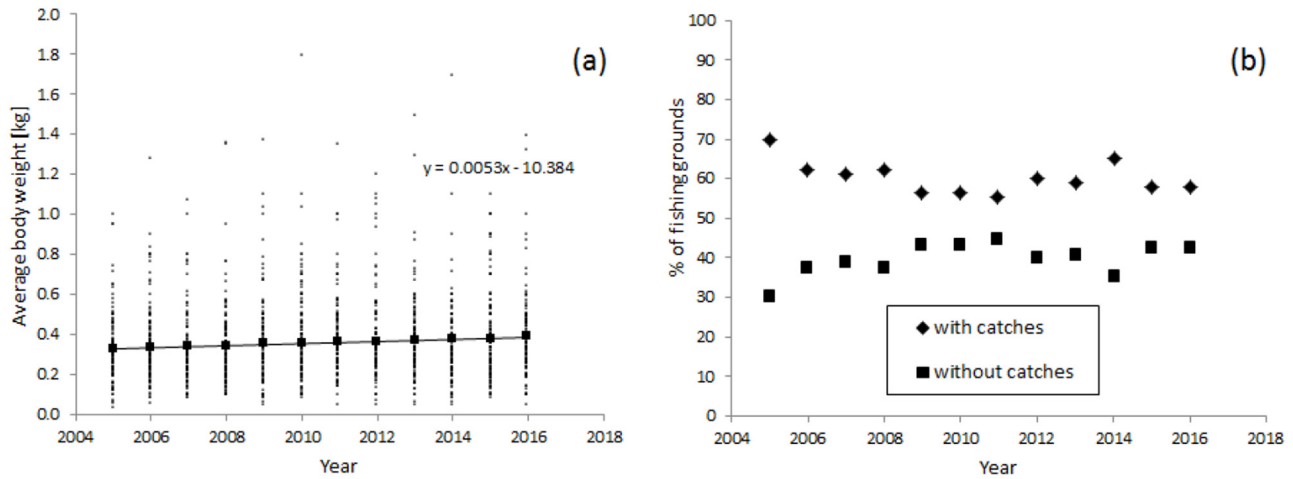 (a)
Average body weight [kg]
2.0
1.8
1.6
1.4
1.2
1.0
0.8
0.6
0.4
0.2
0.0
y = 0.0053x - 10.384
2004 2006 2008 2010 2012 2014 2016 2018
Year
(b)
% of fishing grounds
100
90
80
70
60
50
40
30
20
10
0
with catches
without catches
2004 2006 2008 2010 2012 2014 2016 2018
Year